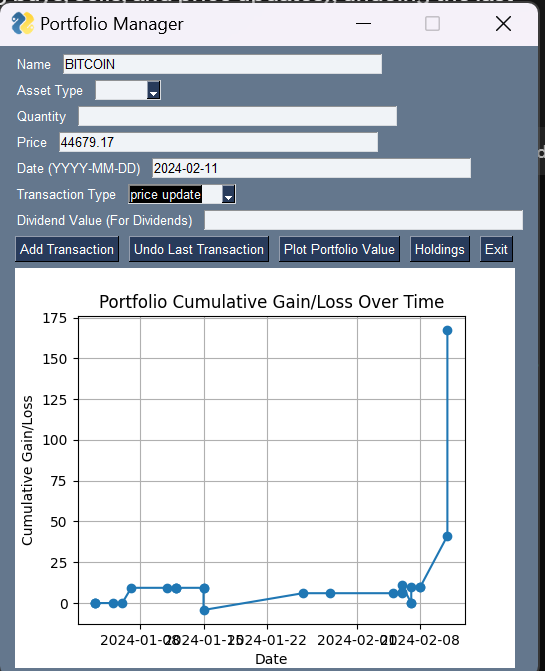 Portfolio Manager
Name BITCOIN
Asset Type
Quantity
Price 44679.17
Date (YYYY-MM-DD) 2024-02-11
Transaction Type price update
Dividend Value (For Dividends)
Add Transaction Undo Last Transaction Plot Portfolio Value Holdings Exit
Portfolio Cumulative Gain/Loss Over Time
175
150
125
100
75
50
25
0
Cumulative Gain/Loss
2024-01-08 2024-01-15 2024-01-22 2024-02-01 2024-02-08
Date